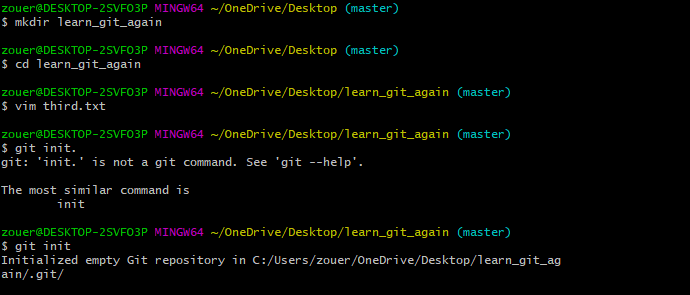 zouer@DESKTOP-2SVFO3P MINGW64 ~/OneDrive/Desktop (master)
$ mkdir learn_git_again
zouer@DESKTOP-2SVFO3P MINGW64 ~/OneDrive/Desktop (master)
$ cd learn_git_again
zouer@DESKTOP-2SVFO3P MINGW64 ~/OneDrive/Desktop/learn_git_again (master)
$ vim third.txt
zouer@DESKTOP-2SVFO3P MINGW64 ~/OneDrive/Desktop/learn_git_again (master)
$ git init.
git: 'init.' is not a git command. See 'git --help'.
The most similar command is
init
zouer@DESKTOP-2SVFO3P MINGW64 ~/OneDrive/Desktop/learn_git_again (master)
$ git init
Initialized empty Git repository in C:/Users/zouer/OneDrive/Desktop/learn_git_ag
ain/.git/